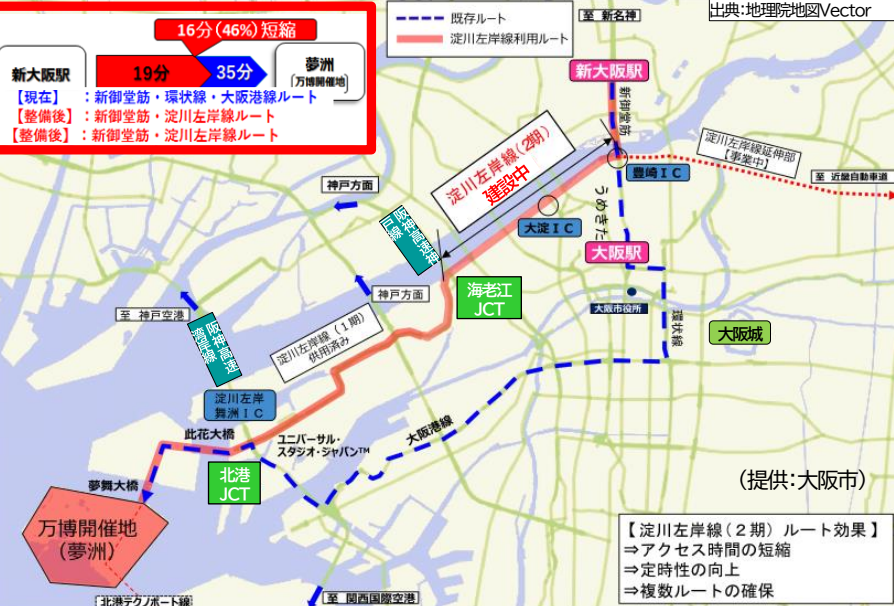 16分(46%)短縮
新大阪駅
19分
35分
夢洲
(万博開催地)
【現在】：新御堂筋・環状線・大阪港線ルート
【整備後】：新御堂筋・淀川左岸線ルート
【整備後】：新御堂筋・淀川左岸線ルート
既存ルート
淀川左岸線利用ルート
至 新名神
出典:地理院地図Vector
新大阪駅
新御堂筋
淀川左岸線(2期)
建設中
淀川左岸線延伸部
【事業中】
至 近畿自動車道
豊崎IC
神戸方面
うめきた
阪神高速神
戸線
大淀IC
大阪駅
神戸方面
海老江
JCT
大阪市役所
環状線
大阪城
至 神戸空港
阪神高速
湾岸線
淀川左岸線(1期)
供用済み
淀川左岸
舞洲IC
此花大橋
ユニバーサル・
スタジオ・ジャパン™
大阪港線
北港
JCT
夢舞大橋
(提供:大阪市)
万博開催地
(夢洲)
【淀川左岸線(2期)ルート効果】
⇒アクセス時間の短縮
⇒定時性の向上
⇒複数ルートの確保
北港テクノポート線
至 関西国際空港